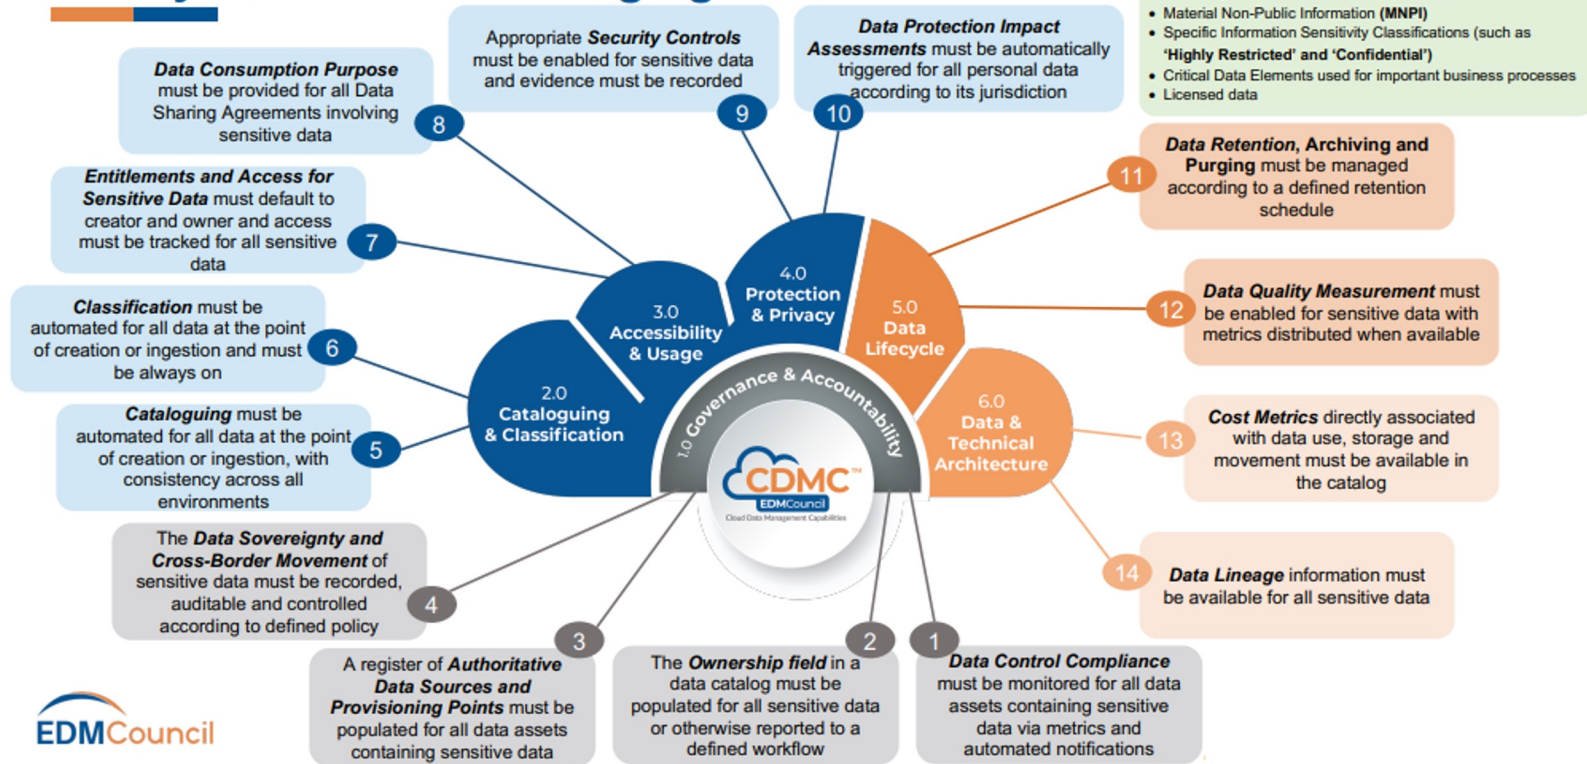 • Material Non-Public Information (MNPI)
• Specific Information Sensitivity Classifications (such as
'Highly Restricted' and 'Confidential')
• Critical Data Elements used for important business processes
• Licensed data
Data Consumption Purpose
must be provided for all Data
Sharing Agreements involving
sensitive data
8
Appropriate Security Controls
must be enabled for sensitive data
and evidence must be recorded
9
Data Protection Impact
Assessments must be automatically
triggered for all personal data
according to its jurisdiction
10
Data Retention, Archiving and
Purging must be managed
according to a defined retention
schedule
11
Entitlements and Access for
Sensitive Data must default to
creator and owner and access
must be tracked for all sensitive
data
7
Classification must be
automated for all data at the point
of creation or ingestion and must
be always on
6
Cataloguing must be
automated for all data at the point
of creation or ingestion, with
consistency across all
environments
5
Data Quality Measurement must
be enabled for sensitive data with
metrics distributed when available
12
Cost Metrics directly associated
with data use, storage and
movement must be available in
the catalog
13
Data Lineage information must
be available for all sensitive data
14
2.0
Cataloguing
& Classification
3.0
Accessibility
& Usage
4.0
Protection
& Privacy
5.0
Data
Lifecycle
6.0
Data &
Technical
Architecture
1.0 Governance & Accountability
CDMC™
EDMCouncil
Cloud Data Management Capabilities
The Data Sovereignty and
Cross-Border Movement of
sensitive data must be recorded,
auditable and controlled
according to defined policy
4
A register of Authoritative
Data Sources and
Provisioning Points must be
populated for all data assets
containing sensitive data
3
The Ownership field in a
data catalog must be
populated for all sensitive data
or otherwise reported to a
defined workflow
2
Data Control Compliance
must be monitored for all data
assets containing sensitive
data via metrics and
automated notifications
1
EDMCouncil